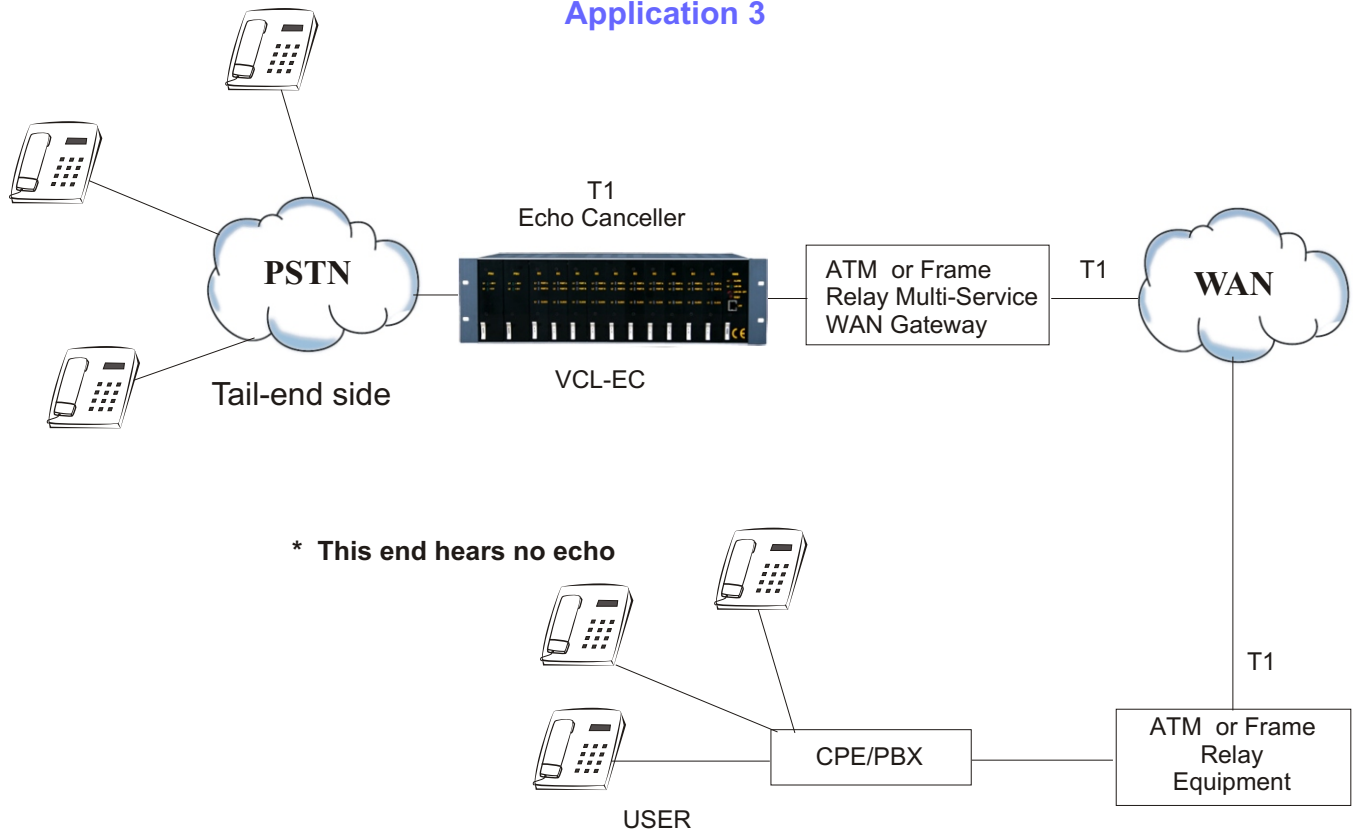 Application 3
T1
Echo Canceller
PSTN
ATM or Frame
Relay Multi-Service
WAN Gateway
T1
WAN
VCL-EC
Tail-end side
* This end hears no echo
T1
CPE/PBX
ATM or Frame
Relay
Equipment
USER